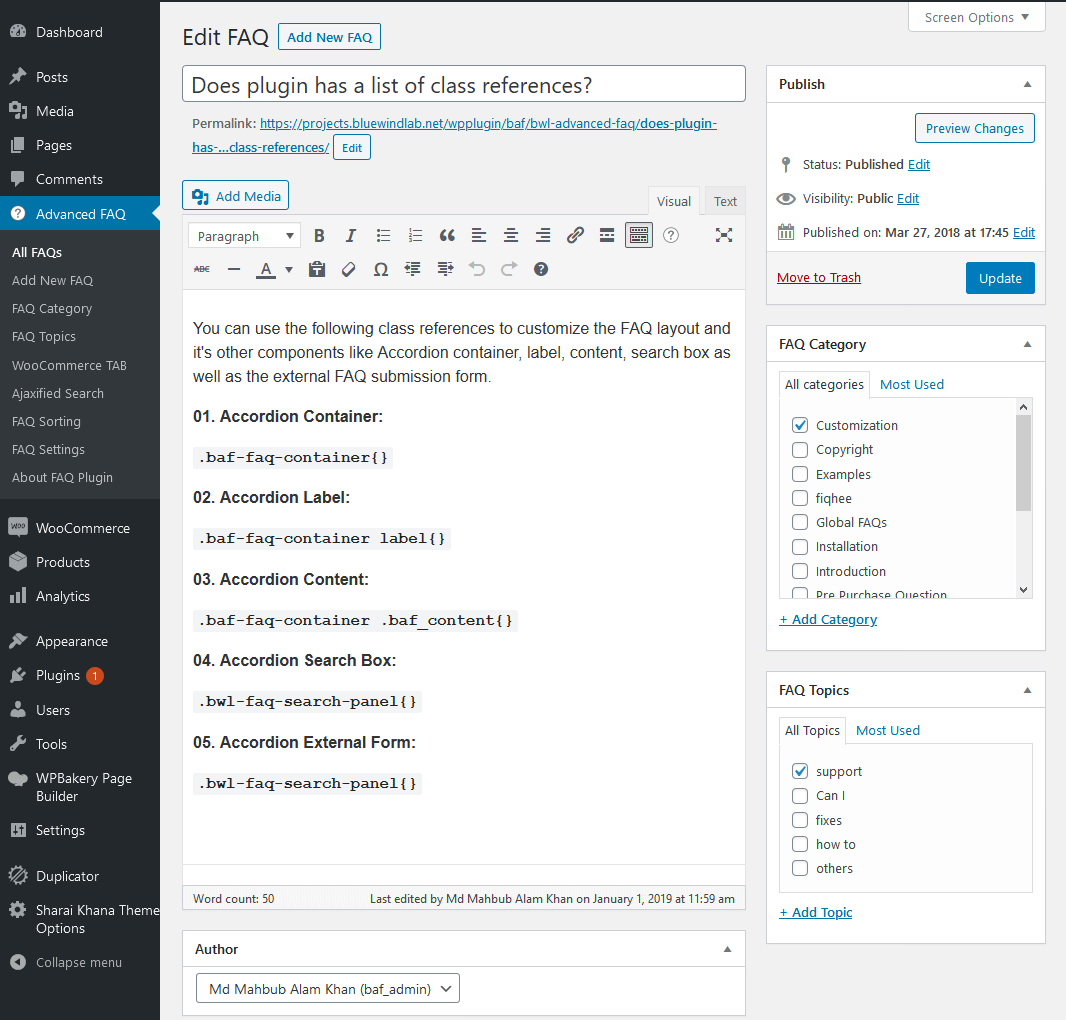 Dashboard
Posts
Media
Pages
Comments
Advanced FAQ
All FAQs
Add New FAQ
FAQ Category
FAQ Topics
WooCommerce TAB
Ajaxified Search
FAQ Sorting
FAQ Settings
About FAQ Plugin
WooCommerce
Products
Analytics
Appearance
Plugins 1
Users
Tools
WPBakery Page
Builder
Settings
Duplicator
Sharai Khana Theme
Options
Collapse menu
Screen Options
Edit FAQ Add New FAQ
Does plugin has a list of class references?
Permalink: https://projects.bluewindlab.net/wpplugin/baf/bwl-advanced-faq/does-plugin-
has-...class-references/ Edit
Add Media
Visual Text
Paragraph B I
ABC A Ω
You can use the following class references to customize the FAQ layout and
it's other components like Accordion container, label, content, search box as
well as the external FAQ submission form.
01. Accordion Container:
.baf-faq-container{}
02. Accordion Label:
.baf-faq-container label{}
03. Accordion Content:
.baf-faq-container .baf_content{}
04. Accordion Search Box:
.bwl-faq-search-panel{}
05. Accordion External Form:
.bwl-faq-search-panel{}
Word count: 50 Last edited by Md Mahbub Alam Khan on January 1, 2019 at 11:59 am
Author
Md Mahbub Alam Khan (baf_admin)
Publish
Preview Changes
Status: Published Edit
Visibility: Public Edit
Published on: Mar 27, 2018 at 17:45 Edit
Move to Trash Update
FAQ Category
All categories Most Used
Customization
Copyright
Examples
fiqhee
Global FAQs
Installation
Introduction
Pre Purchase Question
+ Add Category
FAQ Topics
All Topics Most Used
support
Can I
fixes
how to
others
+ Add Topic